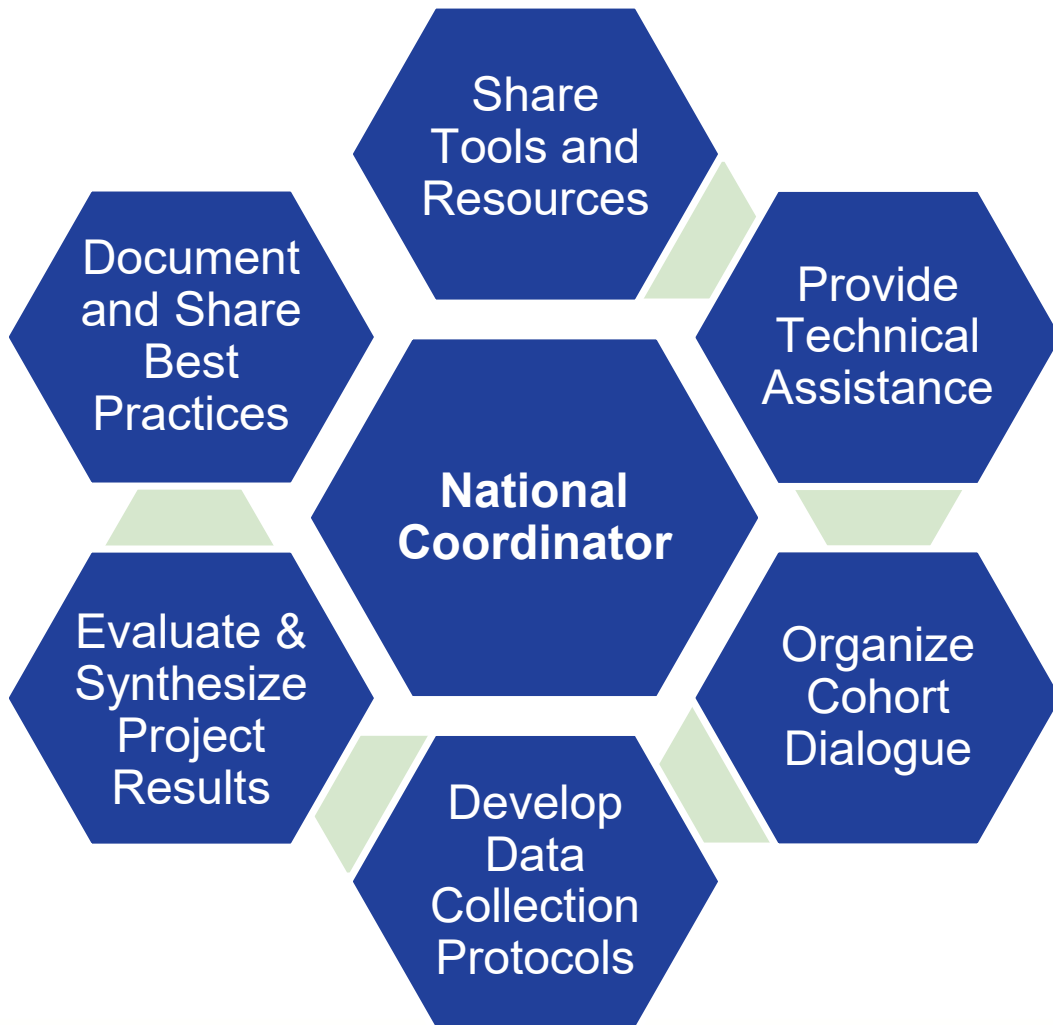 Share
Tools and
Resources
Provide
Technical
Assistance
Organize
Cohort
Dialogue
Develop
Data
Collection
Protocols
Evaluate &
Synthesize
Project
Results
Document
and Share
Best
Practices
National
Coordinator